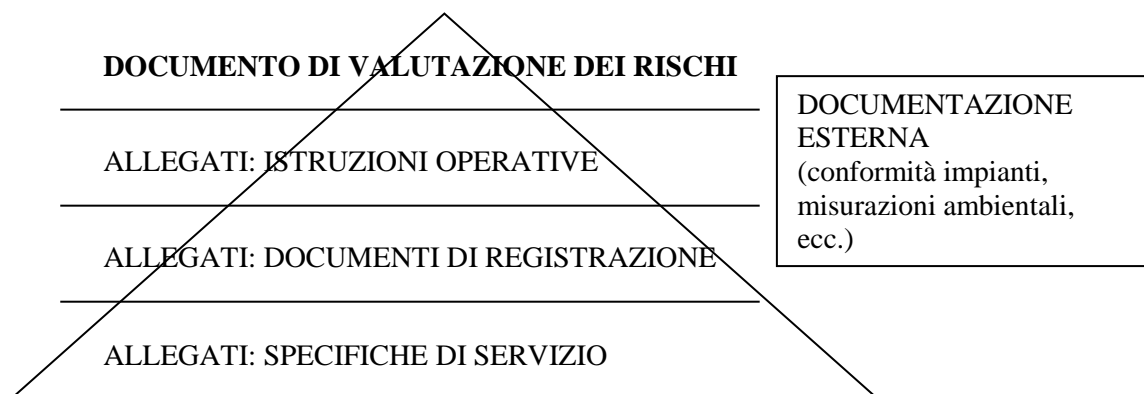 DOCUMENTO DI VALUTAZIONE DEI RISCHI
ALLEGATI: ISTRUZIONI OPERATIVE
ALLEGATI: DOCUMENTI DI REGISTRAZIONE
ALLEGATI: SPECIFICHE DI SERVIZIO
DOCUMENTAZIONE
ESTERNA
(conformità impianti,
misurazioni ambientali,
ecc.)